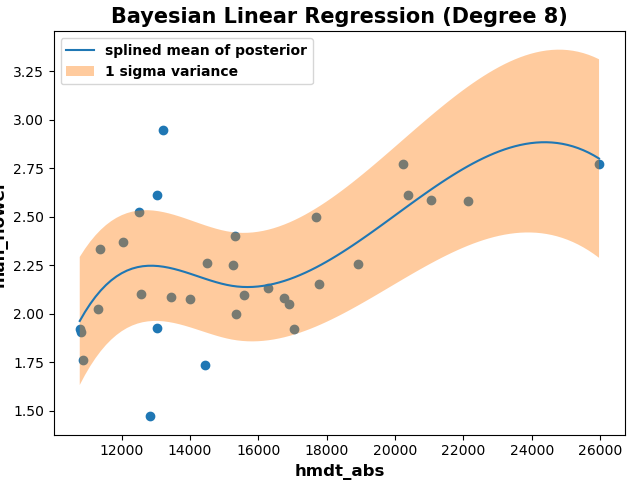 Bayesian Linear Regression (Degree 8)
splined mean of posterior
1 sigma variance
3.25
3.00
2.75
2.50
2.25
2.00
1.75
1.50
12000 14000 16000 18000 20000 22000 24000 26000
hmdt_abs